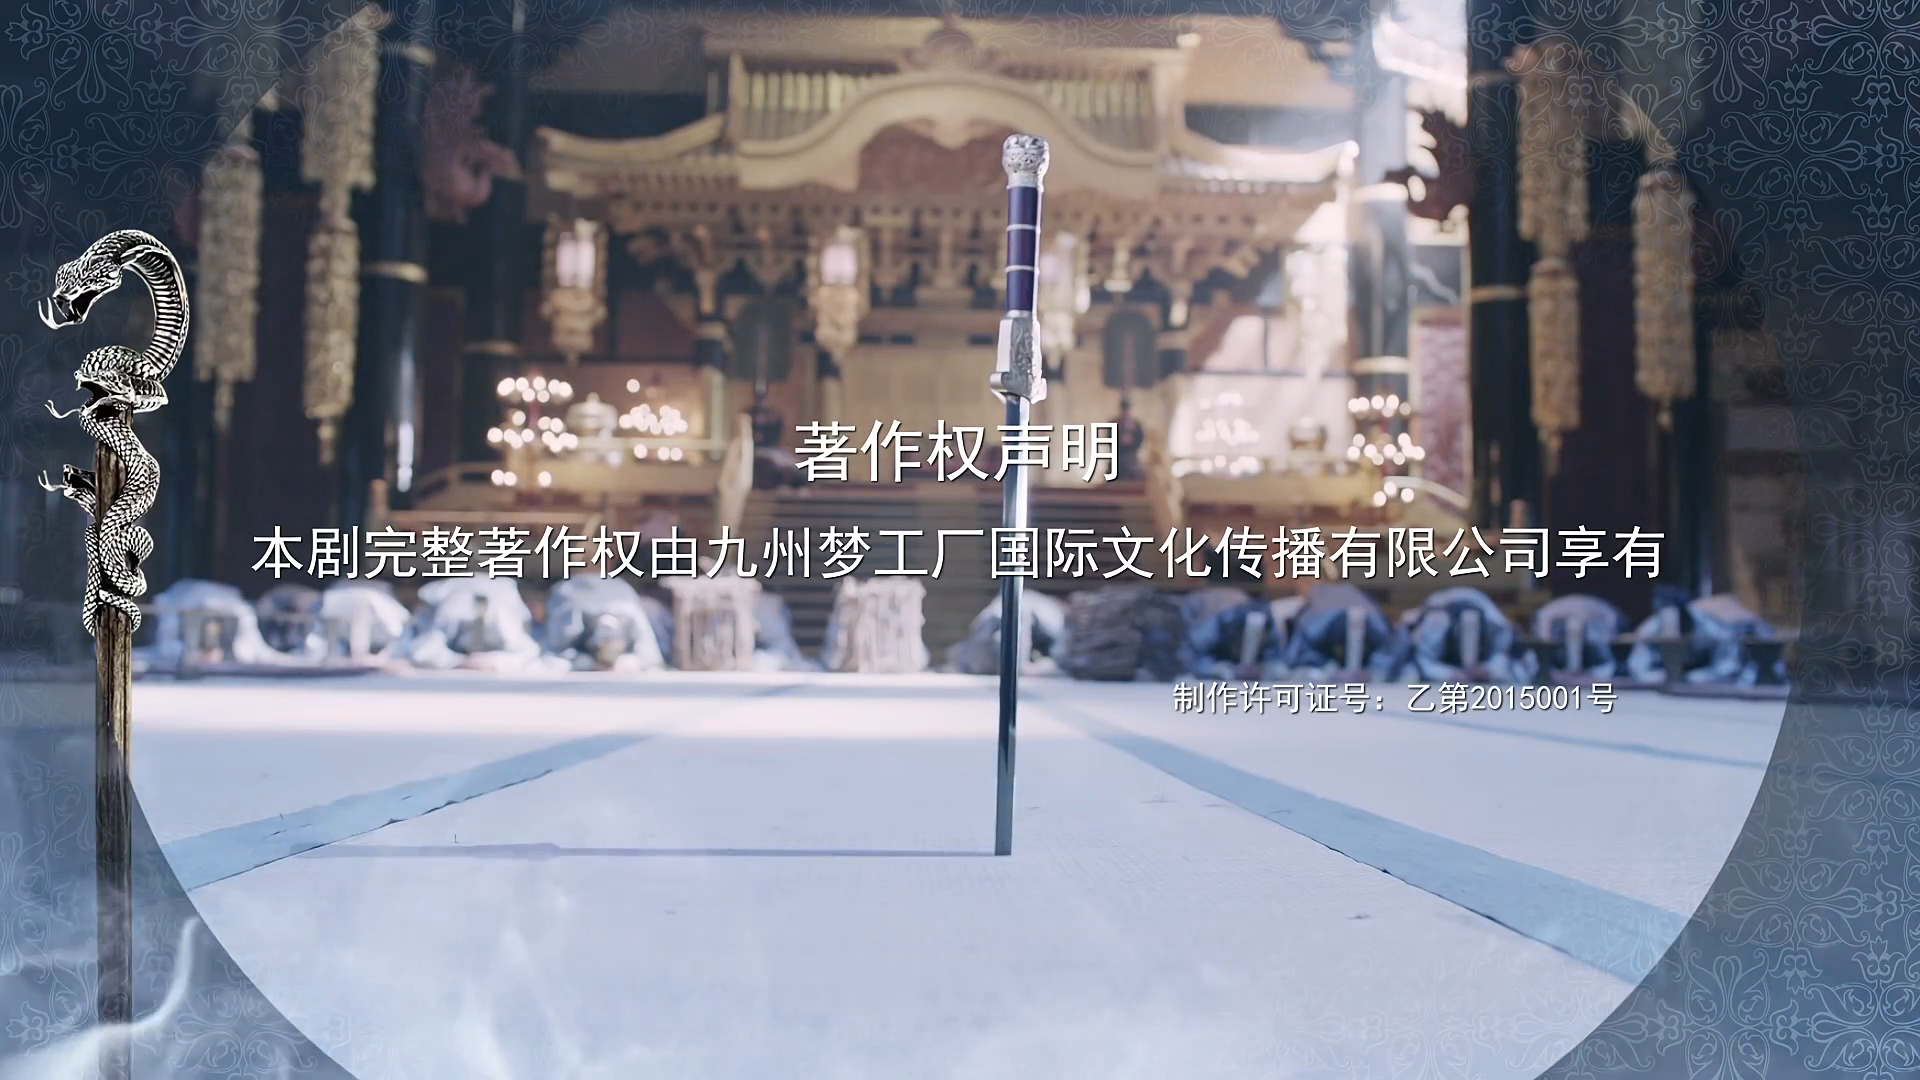 著作权声明
本剧完整著作权由九州梦工厂国际文化传播有限公司享有
制作许可证号：乙第2015001号